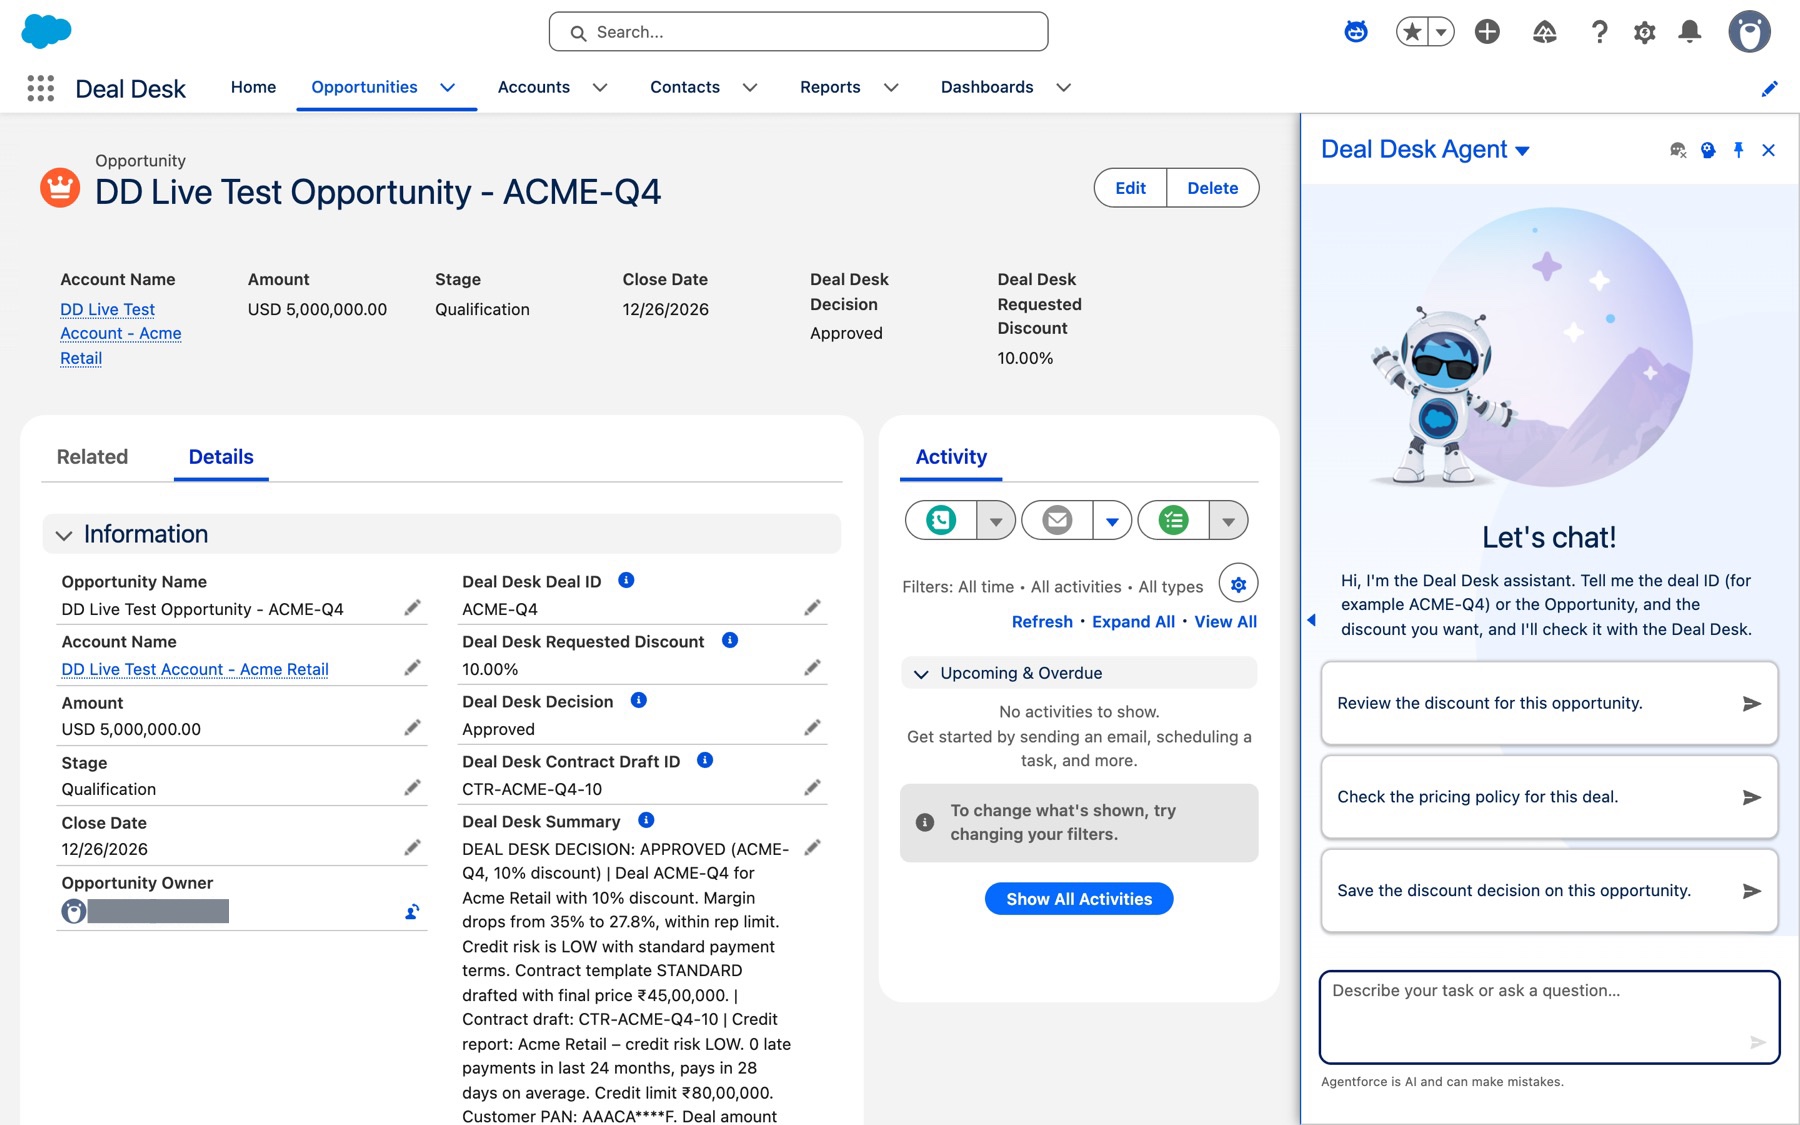 Search...
Deal Desk
Home
Opportunities
Accounts
Contacts
Reports
Dashboards
Opportunity
DD Live Test Opportunity - ACME-Q4
Edit
Delete
Account Name
DD Live Test
Account - Acme
Retail
Amount
USD 5,000,000.00
Stage
Qualification
Close Date
12/26/2026
Deal Desk
Decision
Approved
Deal Desk
Requested
Discount
10.00%
Related
Details
Information
Opportunity Name
DD Live Test Opportunity - ACME-Q4
Account Name
DD Live Test Account - Acme Retail
Amount
USD 5,000,000.00
Stage
Qualification
Close Date
12/26/2026
Opportunity Owner
Deal Desk Deal ID
ACME-Q4
Deal Desk Requested Discount
10.00%
Deal Desk Decision
Approved
Deal Desk Contract Draft ID
CTR-ACME-Q4-10
Deal Desk Summary
DEAL DESK DECISION: APPROVED (ACME-
Q4, 10% discount) | Deal ACME-Q4 for
Acme Retail with 10% discount. Margin
drops from 35% to 27.8%, within rep limit.
Credit risk is LOW with standard payment
terms. Contract template STANDARD
drafted with final price ₹45,00,000. |
Contract draft: CTR-ACME-Q4-10 | Credit
report: Acme Retail – credit risk LOW. 0 late
payments in last 24 months, pays in 28
days on average. Credit limit ₹80,00,000.
Customer PAN: AAACA****F. Deal amount
Activity
Filters: All time • All activities • All types
Refresh • Expand All • View All
Upcoming & Overdue
No activities to show.
Get started by sending an email, scheduling a
task, and more.
To change what's shown, try
changing your filters.
Show All Activities
Deal Desk Agent
Let's chat!
Hi, I'm the Deal Desk assistant. Tell me the deal ID (for
example ACME-Q4) or the Opportunity, and the
discount you want, and I'll check it with the Deal Desk.
Review the discount for this opportunity.
Check the pricing policy for this deal.
Save the discount decision on this opportunity.
Describe your task or ask a question...
Agentforce is AI and can make mistakes.